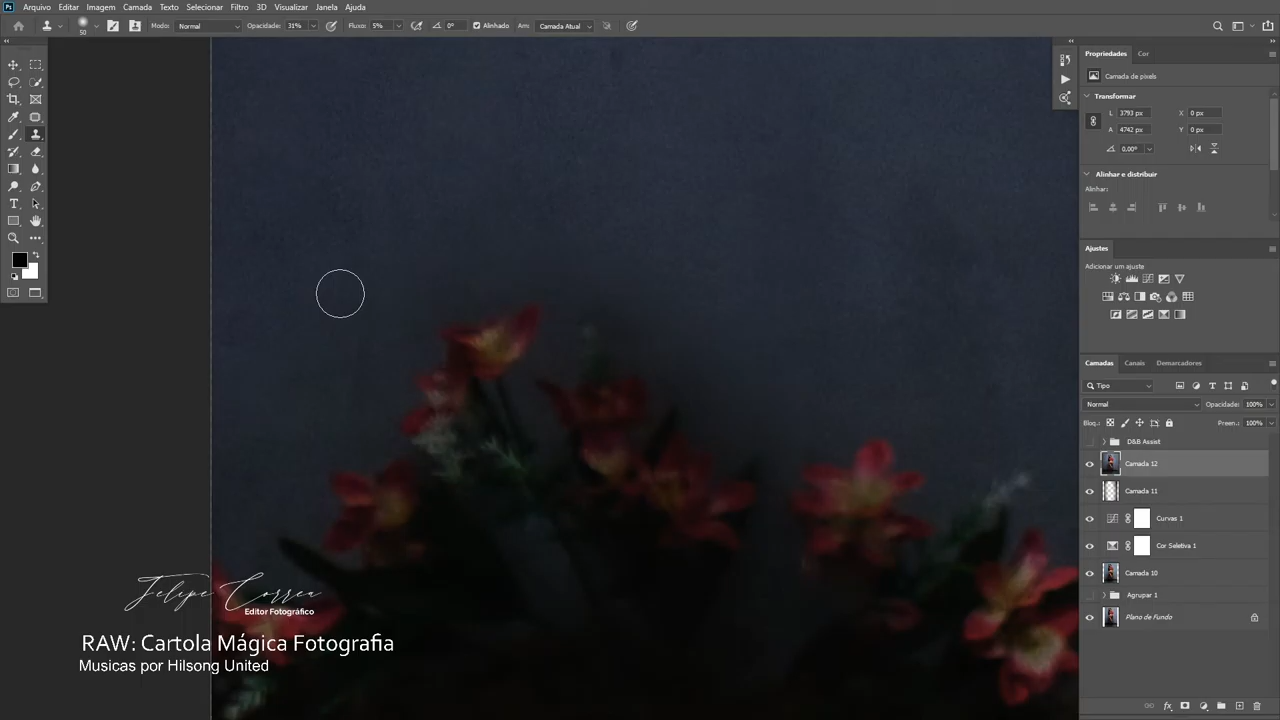 Arquivo Editar Imagem Camada Texto Selecionar Filtro 3D Visualizar Janela Ajuda
50 Modo: Normal Opacidade: 31% Fluxo: 5% 0° Alinhado Am: Camada Atual
Propriedades Cor
Camada de pixels
Transformar
L 3793 px X 0 px
A 4742 px Y 0 px
0,00°
Alinhar e distribuir
Alinhar:
Ajustes
Adicionar um ajuste
Camadas Canais Demarcadores
Tipo
Normal Opacidade: 100%
Bloq.: Preen.: 100%
D&B Assist
Camada 12
Camada 11
Curvas 1
Cor Seletiva 1
Camada 10
Agrupar 1
Plano de Fundo
Felipe Correa
Editor Fotográfico
RAW: Cartola Mágica Fotografia
Musicas por Hilsong United